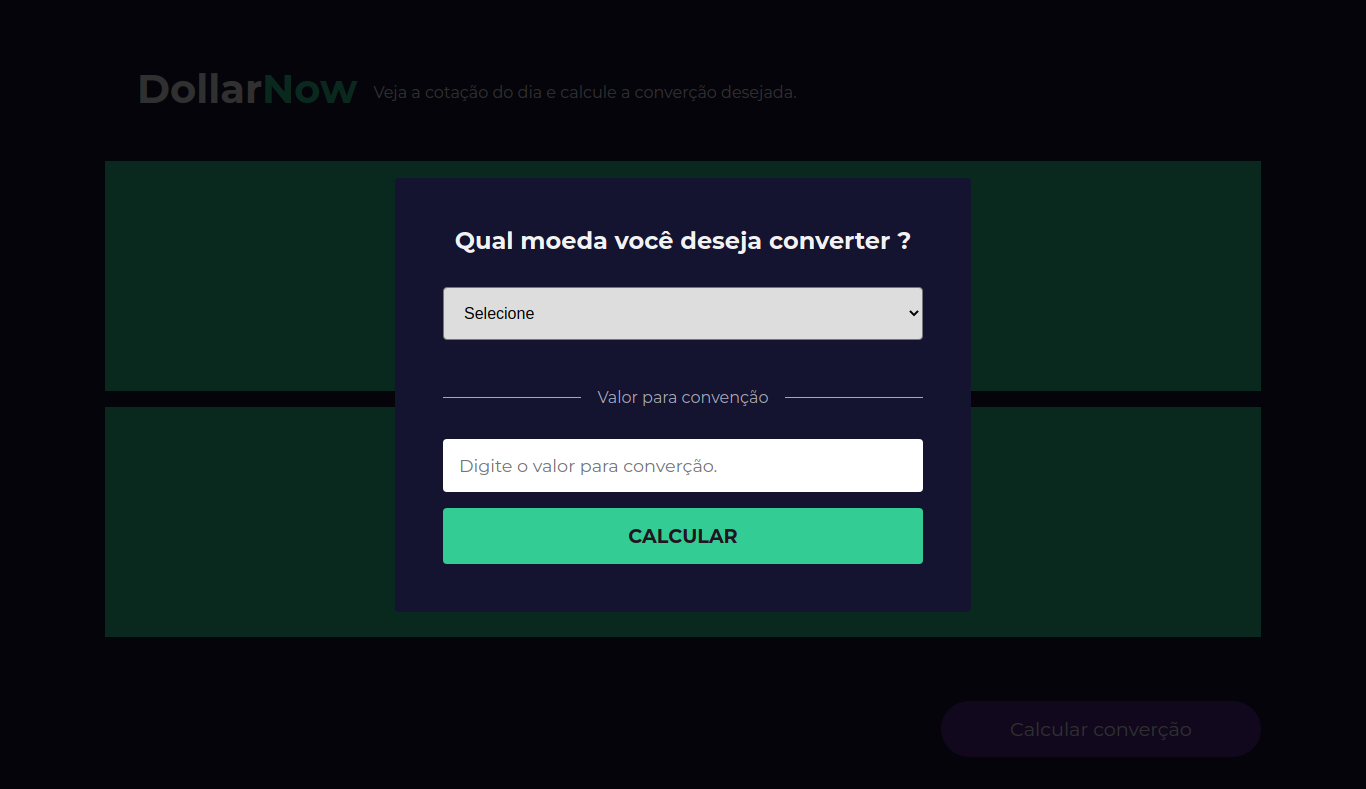 DollarNow Veja a cotação do dia e calcule a converção desejada.
Qual moeda você deseja converter ?
Selecione
Valor para convenção
Digite o valor para converção.
CALCULAR
Calcular converção